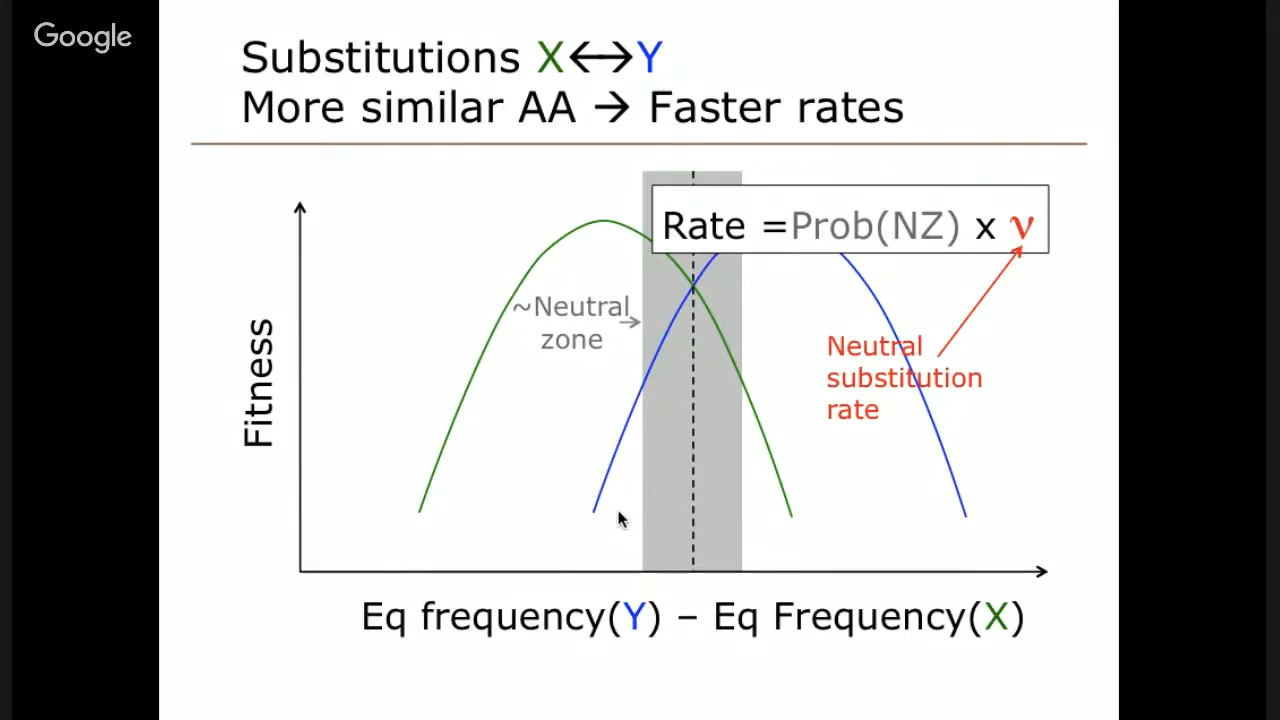 Google
Substitutions X↔Y
More similar AA → Faster rates
Rate =Prob(NZ) x ν
~Neutral
zone
Neutral
substitution
rate
Fitness
Eq frequency(Y) – Eq Frequency(X)